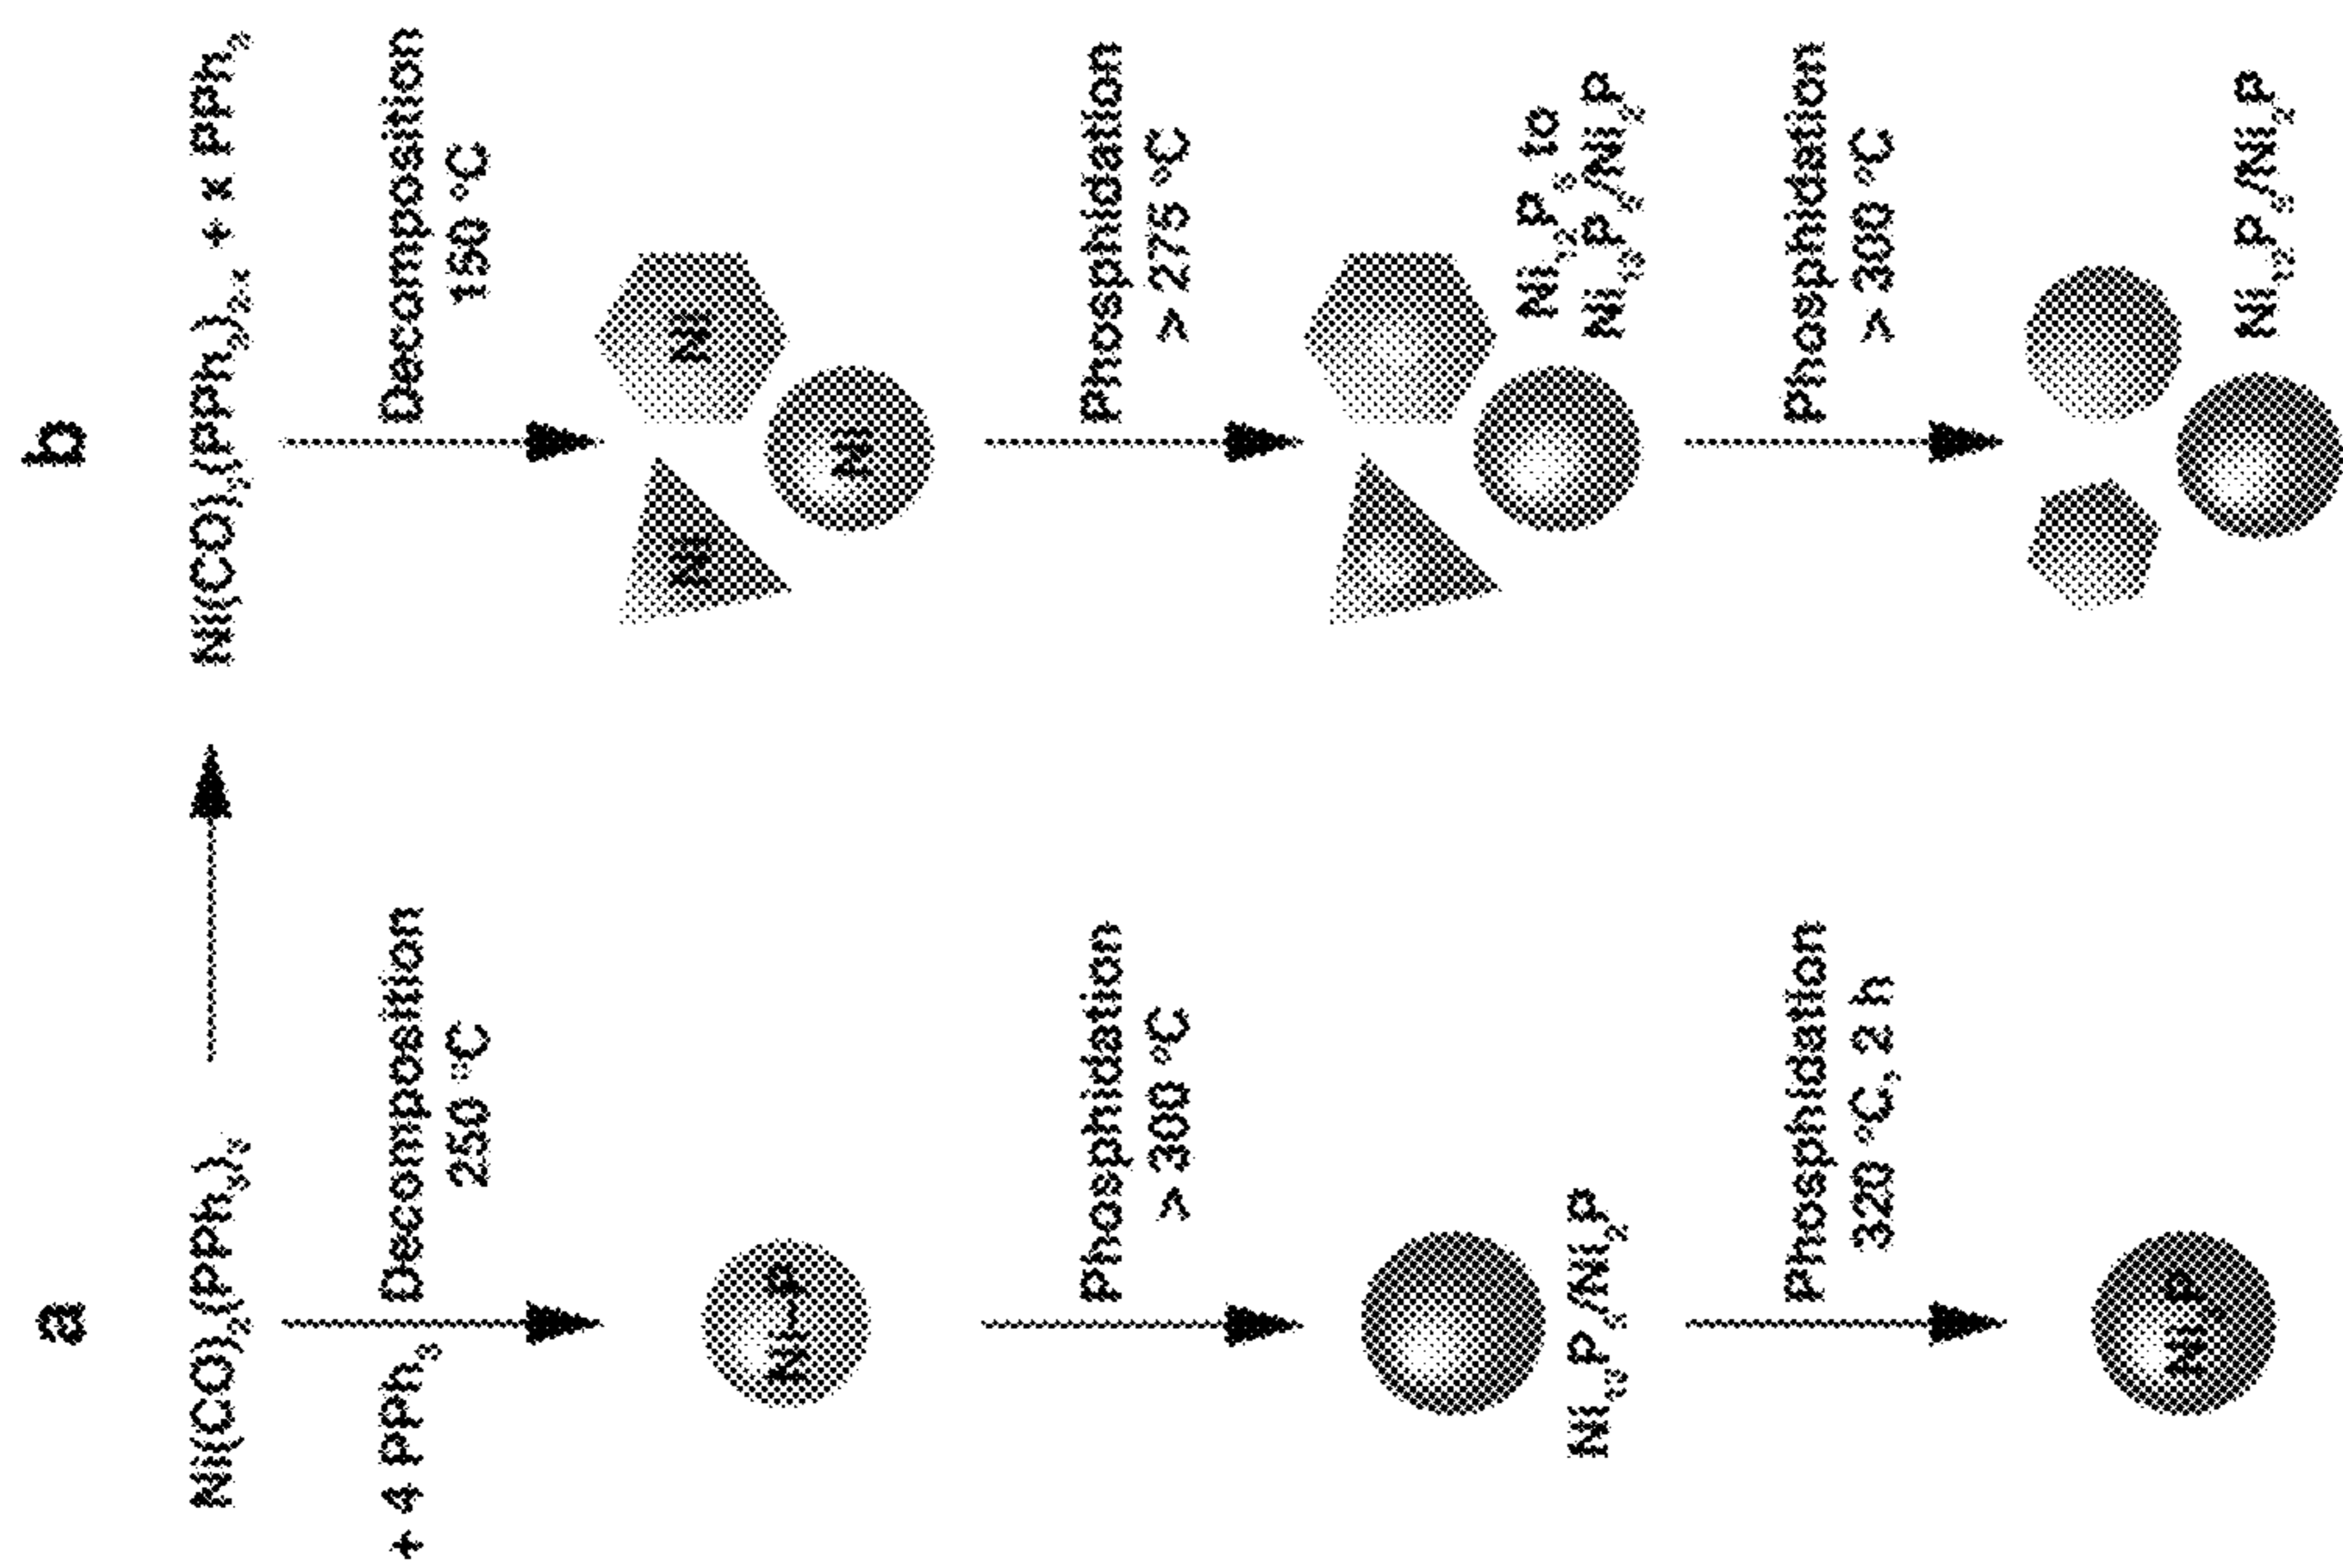 a
Ni(CO)₂(PPh₃)₂
+ 4 PPh₃
Decomposition
250 °C
Ni–P
Phosphidation
> 300 °C
Ni₁₂P₅/Ni₂P
Phosphidation
320 °C, 2 h
Ni₂P
b
Ni(CO)₂(PPh₃)₂₋ₓ + x PPh₃
Decomposition
150 °C
Ni
Ni
Ni
Phosphidation
> 275 °C
to
Ni₁₂P₅/Ni₂P
Phosphidation
> 300 °C
Ni₁₂P₅/Ni₂P